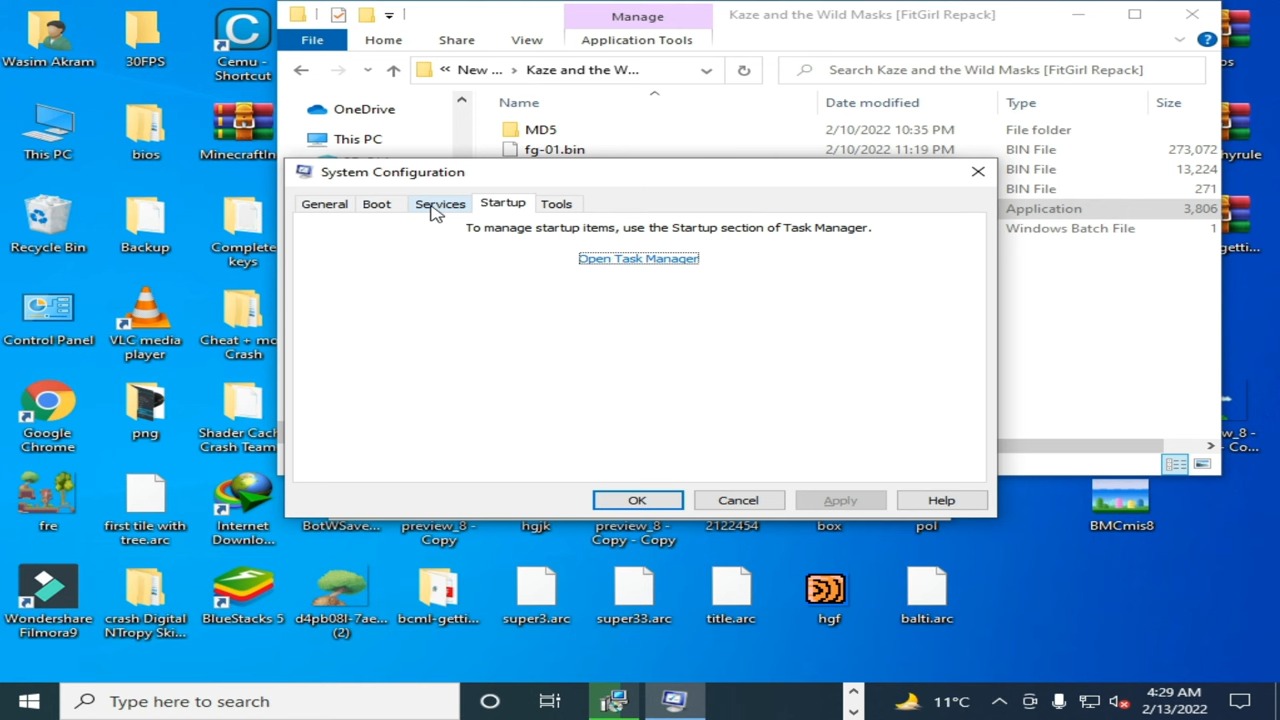 Manage
Kaze and the Wild Masks [FitGirl Repack]
File
Home
Share
View
Application Tools
« New ... > Kaze and the W...
Search Kaze and the Wild Masks [FitGirl Repack]
OneDrive
This PC
Name
Date modified
Type
Size
MD5
2/10/2022 10:35 PM
File folder
fg-01.bin
2/10/2022 11:19 PM
BIN File
273,072
BIN File
13,224
BIN File
271
Application
3,806
Windows Batch File
1
System Configuration
General
Boot
Services
Startup
Tools
To manage startup items, use the Startup section of Task Manager.
Open Task Manager
OK
Cancel
Apply
Help
Wasim Akram
30FPS
Cemu -
Shortcut
This PC
bios
MinecraftIn
Recycle Bin
Backup
Complete
keys
Control Panel
VLC media
player
Cheat + mo
Crash
Google
Chrome
png
Shader Cach
Crash Team
fre
first tile with
tree.arc
Internet
Downlo...
BotWSave...
preview_8 -
Copy
hgjk
preview_8 -
Copy - Copy
2122454
box
pol
BMCmis8
Wondershare
Filmora9
crash Digital
NTropy Ski...
BlueStacks 5
d4pb08l-7ae...
(2)
bcml-getti...
super3.arc
super33.arc
title.arc
hgf
balti.arc
os
hyrule
getti...
w_8 -
Co...
Type here to search
11°C
4:29 AM
2/13/2022